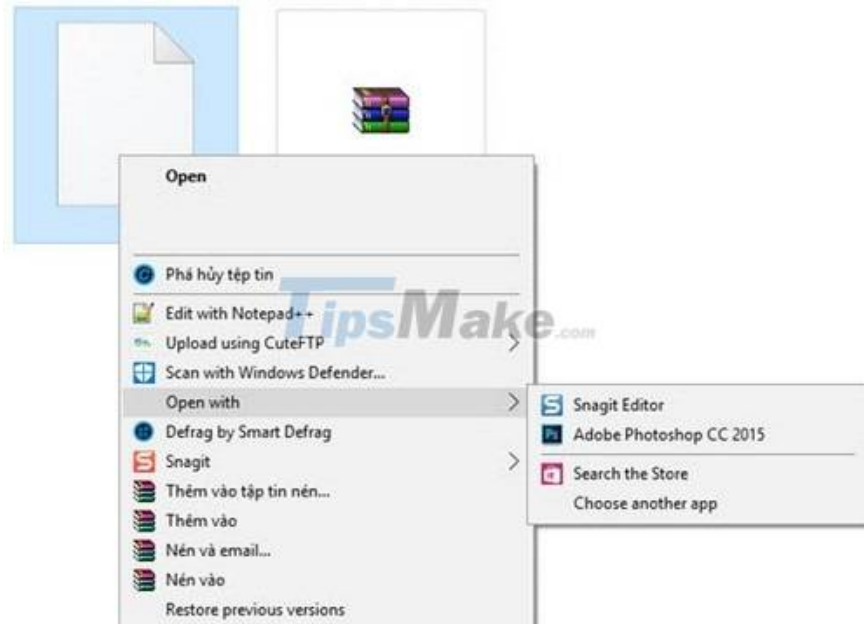 Open
Phá hủy tệp tin
TipsMake.com
Edit with Notepad++
Upload using CuteFTP
Scan with Windows Defender...
Open with
Snagit Editor
Defrag by Smart Defrag
Adobe Photoshop CC 2015
Snagit
Search the Store
Thêm vào tập tin nén...
Choose another app
Thêm vào
Nén và email...
Nén vào
Restore previous versions